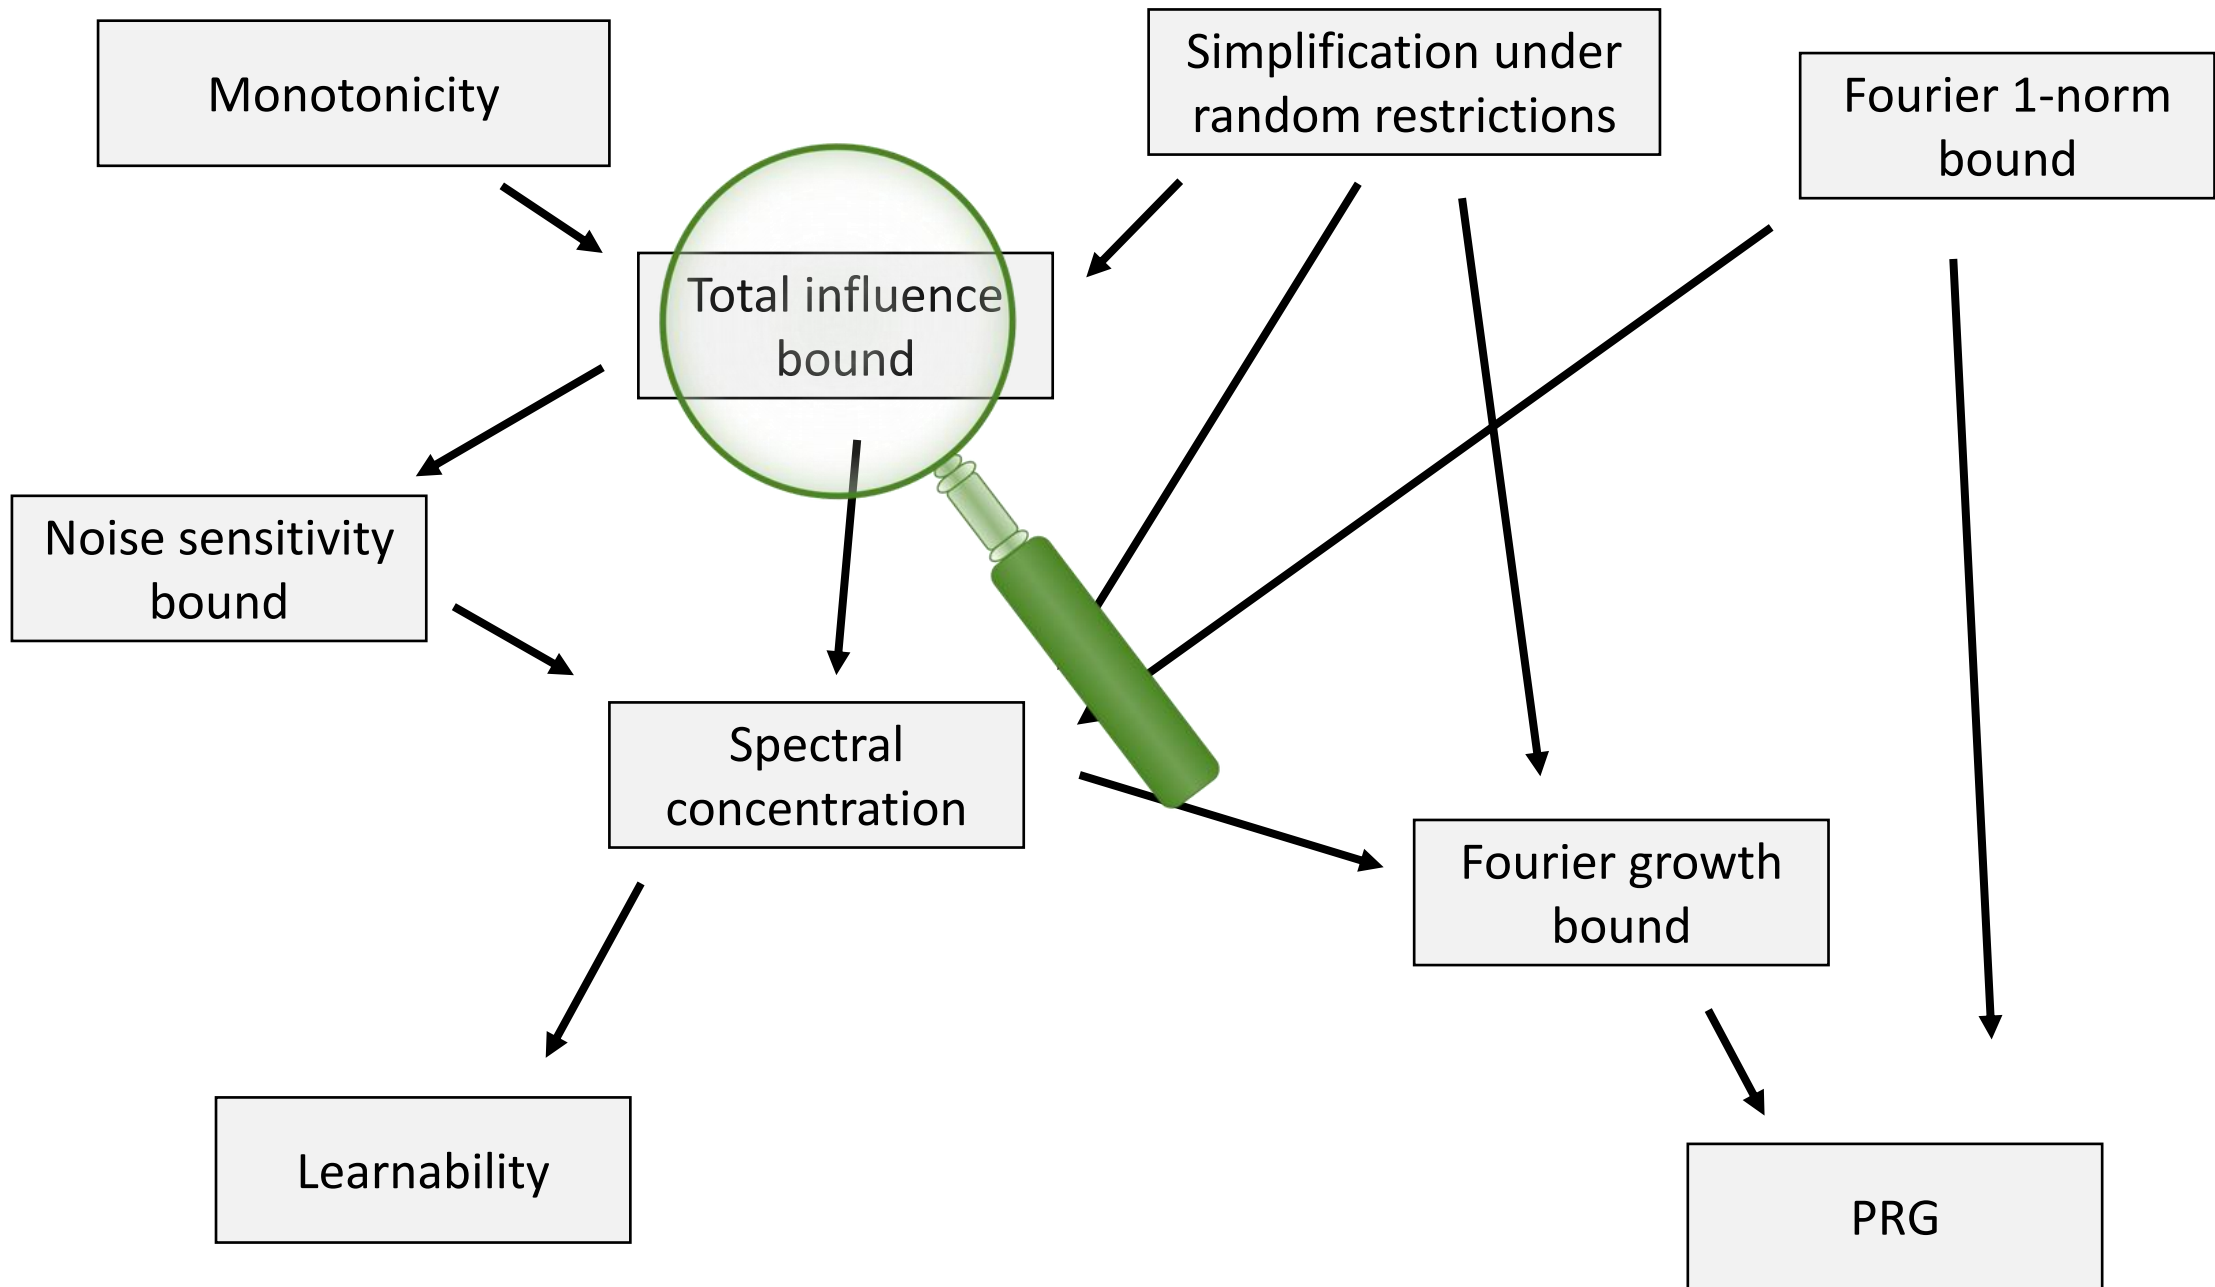 Monotonicity
Simplification under
random restrictions
Fourier 1-norm
bound
Total influence
bound
Noise sensitivity
bound
Spectral
concentration
Fourier growth
bound
Learnability
PRG